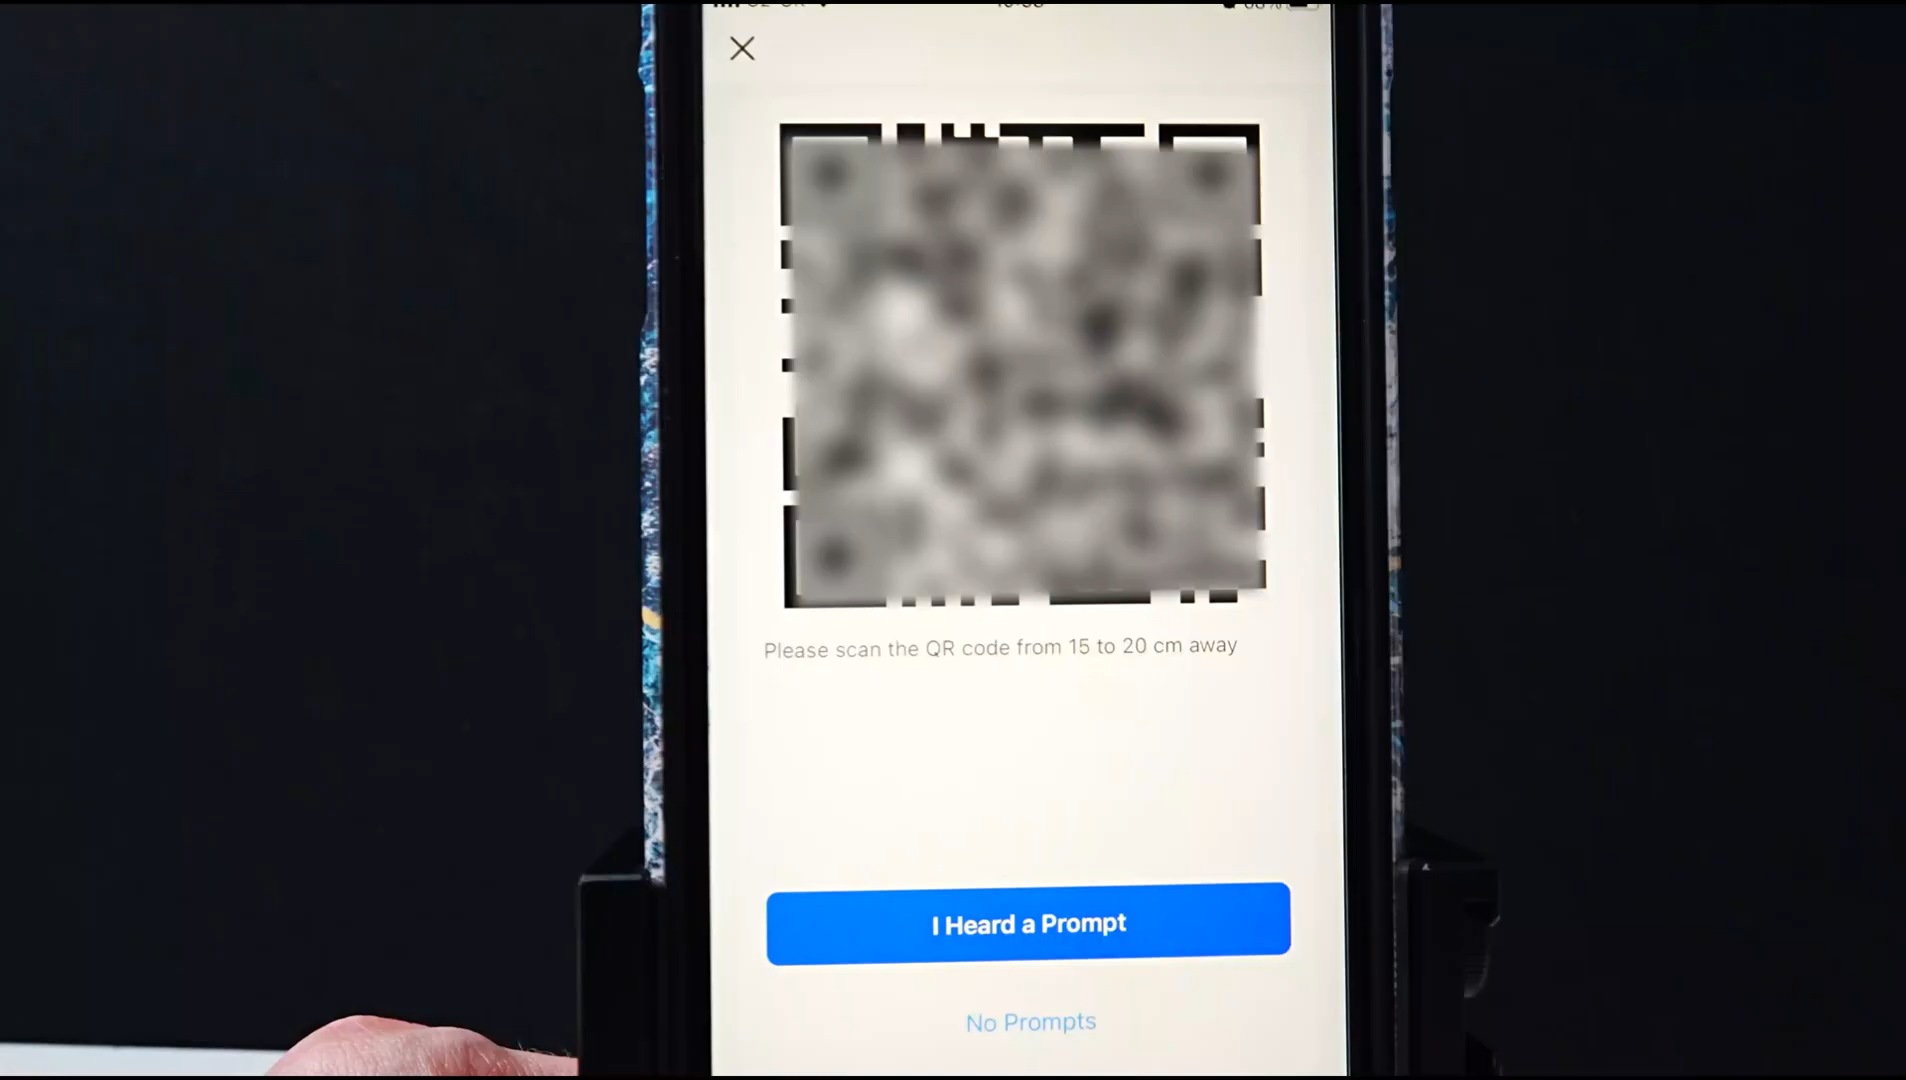 Please scan the QR code from 15 to 20 cm away
I Heard a Prompt
No Prompts